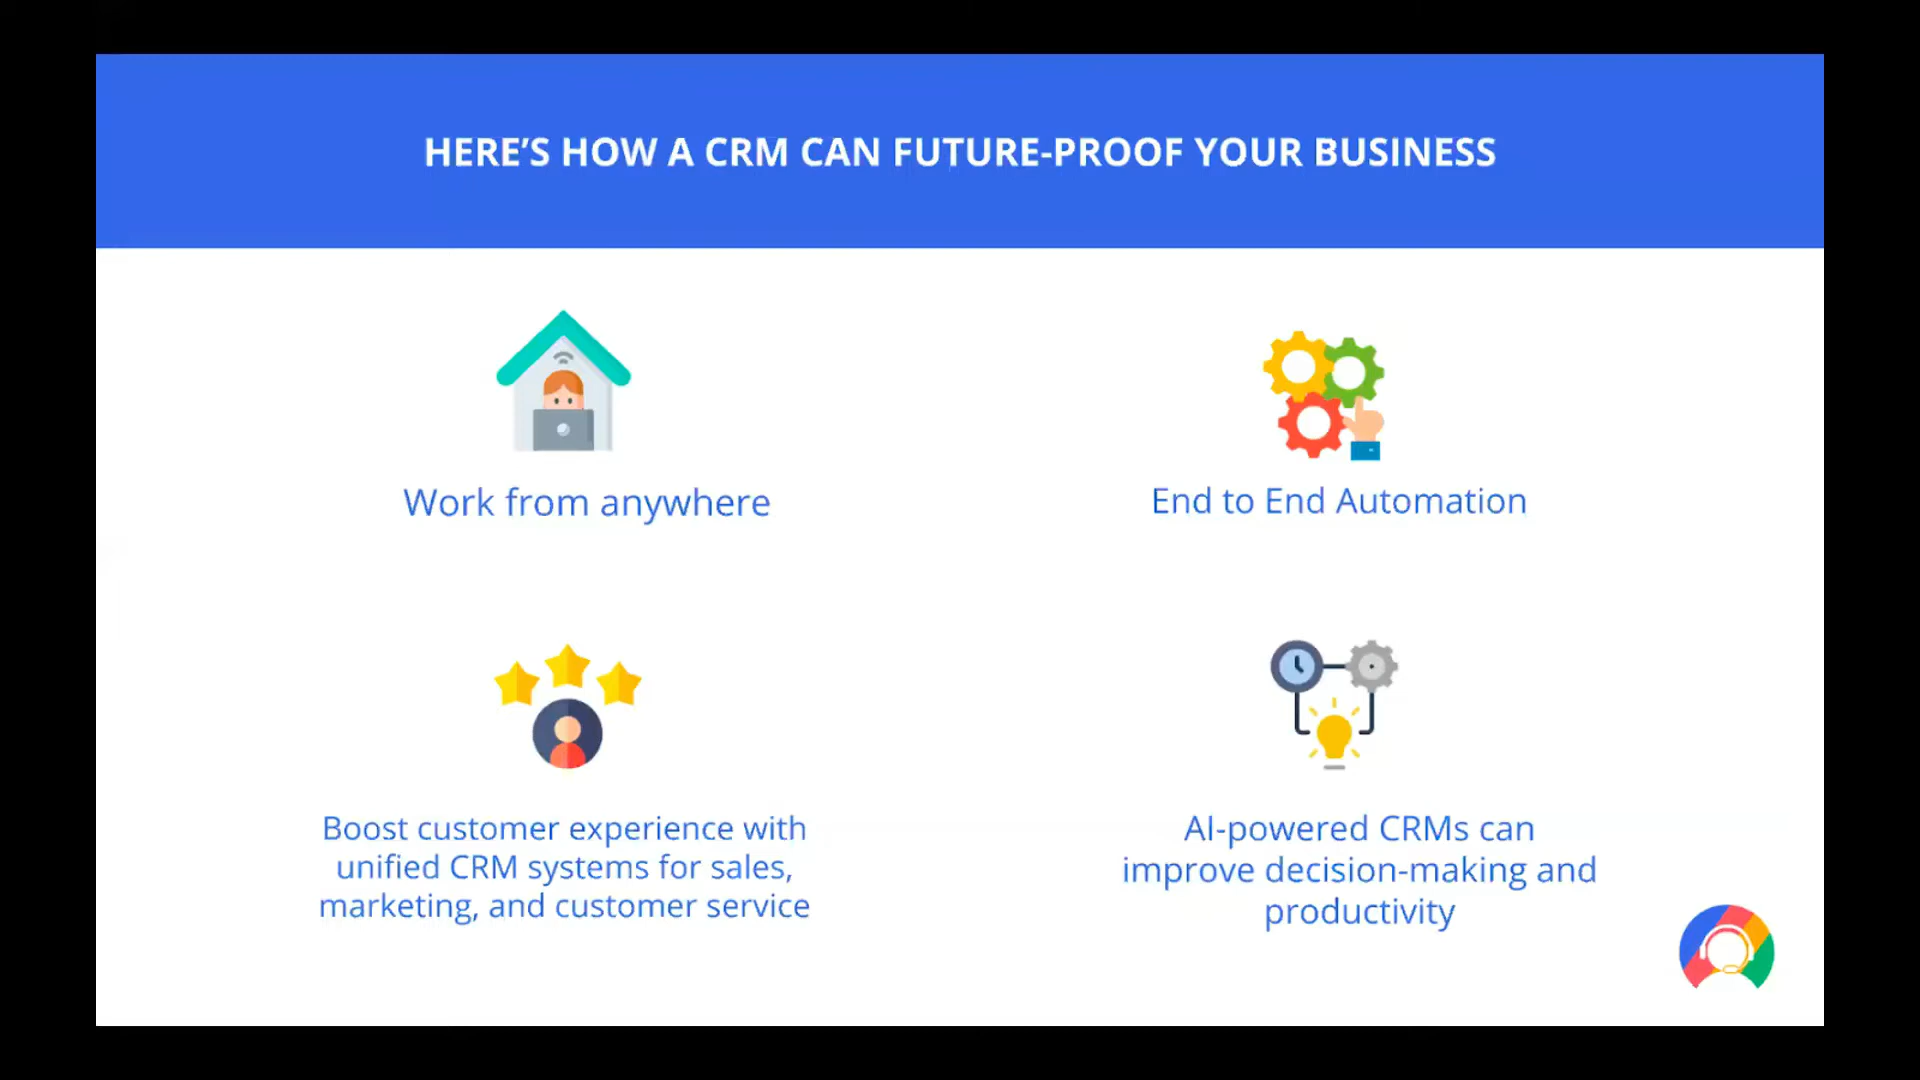 HERE’S HOW A CRM CAN FUTURE-PROOF YOUR BUSINESS
Work from anywhere
End to End Automation
Boost customer experience with
unified CRM systems for sales,
marketing, and customer service
AI-powered CRMs can
improve decision-making and
productivity